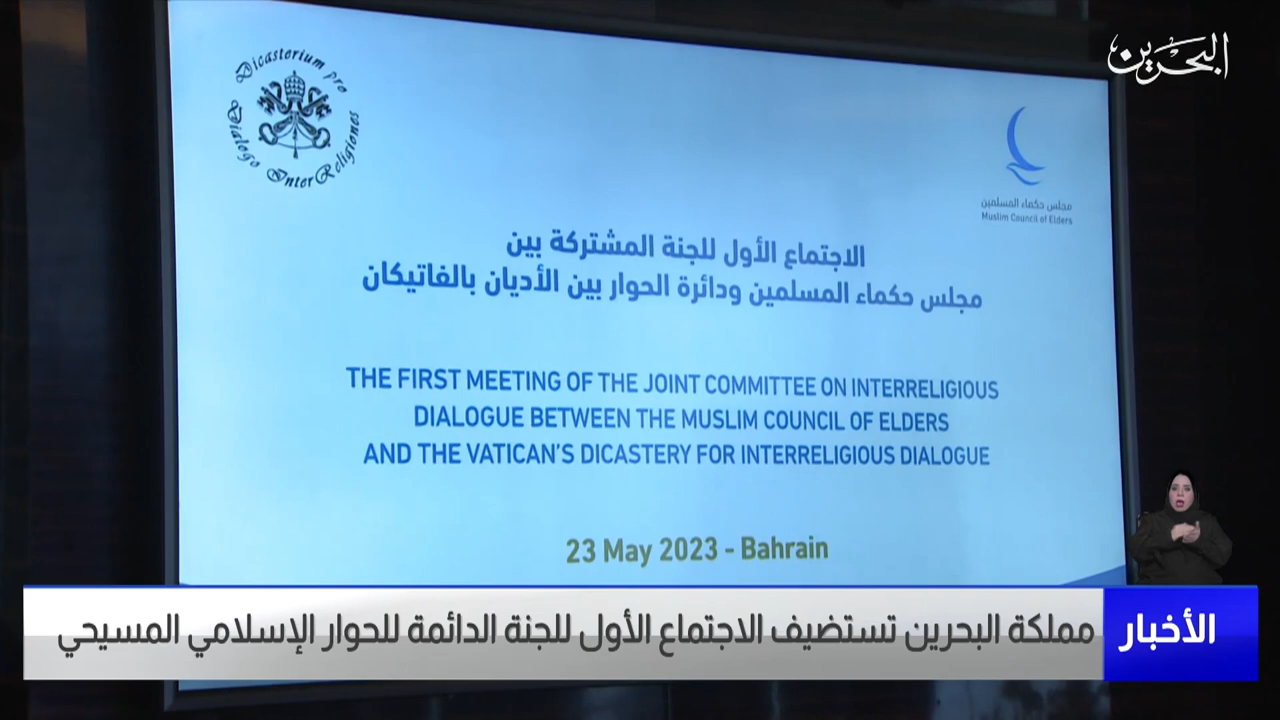 البحرين
Dicasterium pro
Dialogo InterReligiones
مجلس حكماء المسلمين
Muslim Council of Elders
الاجتماع الأول للجنة المشتركة بين
مجلس حكماء المسلمين ودائرة الحوار بين الأديان بالفاتيكان
THE FIRST MEETING OF THE JOINT COMMITTEE ON INTERRELIGIOUS
DIALOGUE BETWEEN THE MUSLIM COUNCIL OF ELDERS
AND THE VATICAN'S DICASTERY FOR INTERRELIGIOUS DIALOGUE
23 May 2023 - Bahrain
الأخبار
مملكة البحرين تستضيف الاجتماع الأول للجنة الدائمة للحوار الإسلامي المسيحي